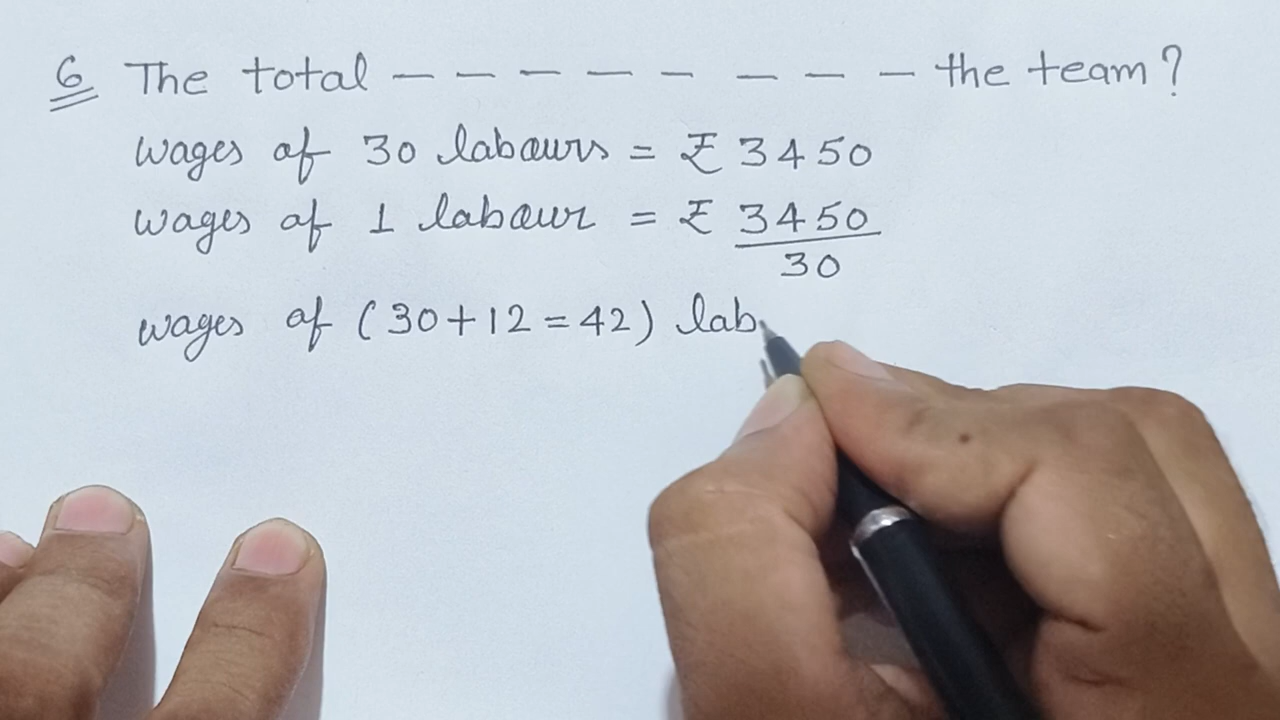 6 The total — — — — — — — — the team?
wages of 30 labours = ₹ 3450
wages of 1 labour = ₹ 3450
30
wages of (30+12=42) lab